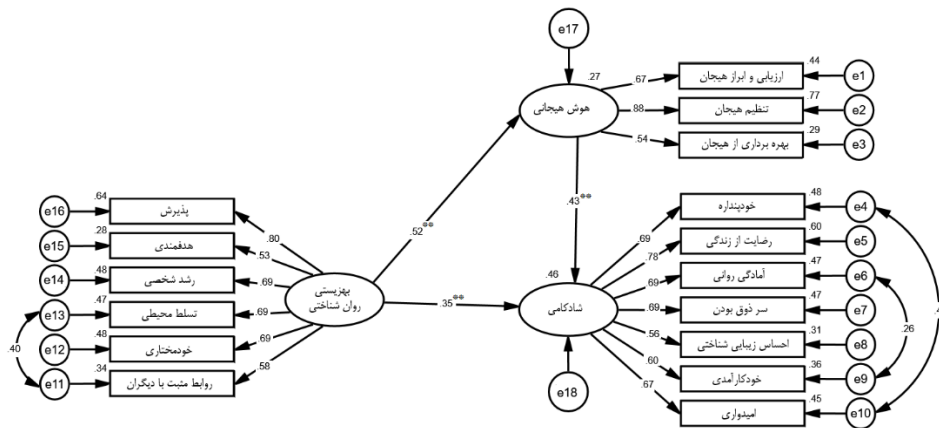 e17
.27
هوش هیجانی
.67
.88
.54
.44
ارزیابی و ابراز هیجان
e1
.77
تنظیم هیجان
e2
.29
بهره برداری از هیجان
e3
.52**
.43**
.35**
e16
.64
پذیرش
.80
e15
.28
هدفمندی
.53
e14
.48
رشد شخصی
.69
e13
.47
تسلط محیطی
.69
e12
.48
خودمختاری
.69
e11
.34
روابط مثبت با دیگران
.58
.40
بهزیستی
روان شناختی
.46
شادکامی
e18
.69
.48
خودپنداره
e4
.78
.60
رضایت از زندگی
e5
.69
.47
آمادگی روانی
e6
.69
.47
سر ذوق بودن
e7
.56
.31
احساس زیبایی شناختی
e8
.60
.36
خودکارآمدی
e9
.67
.45
امیدواری
e10
.26